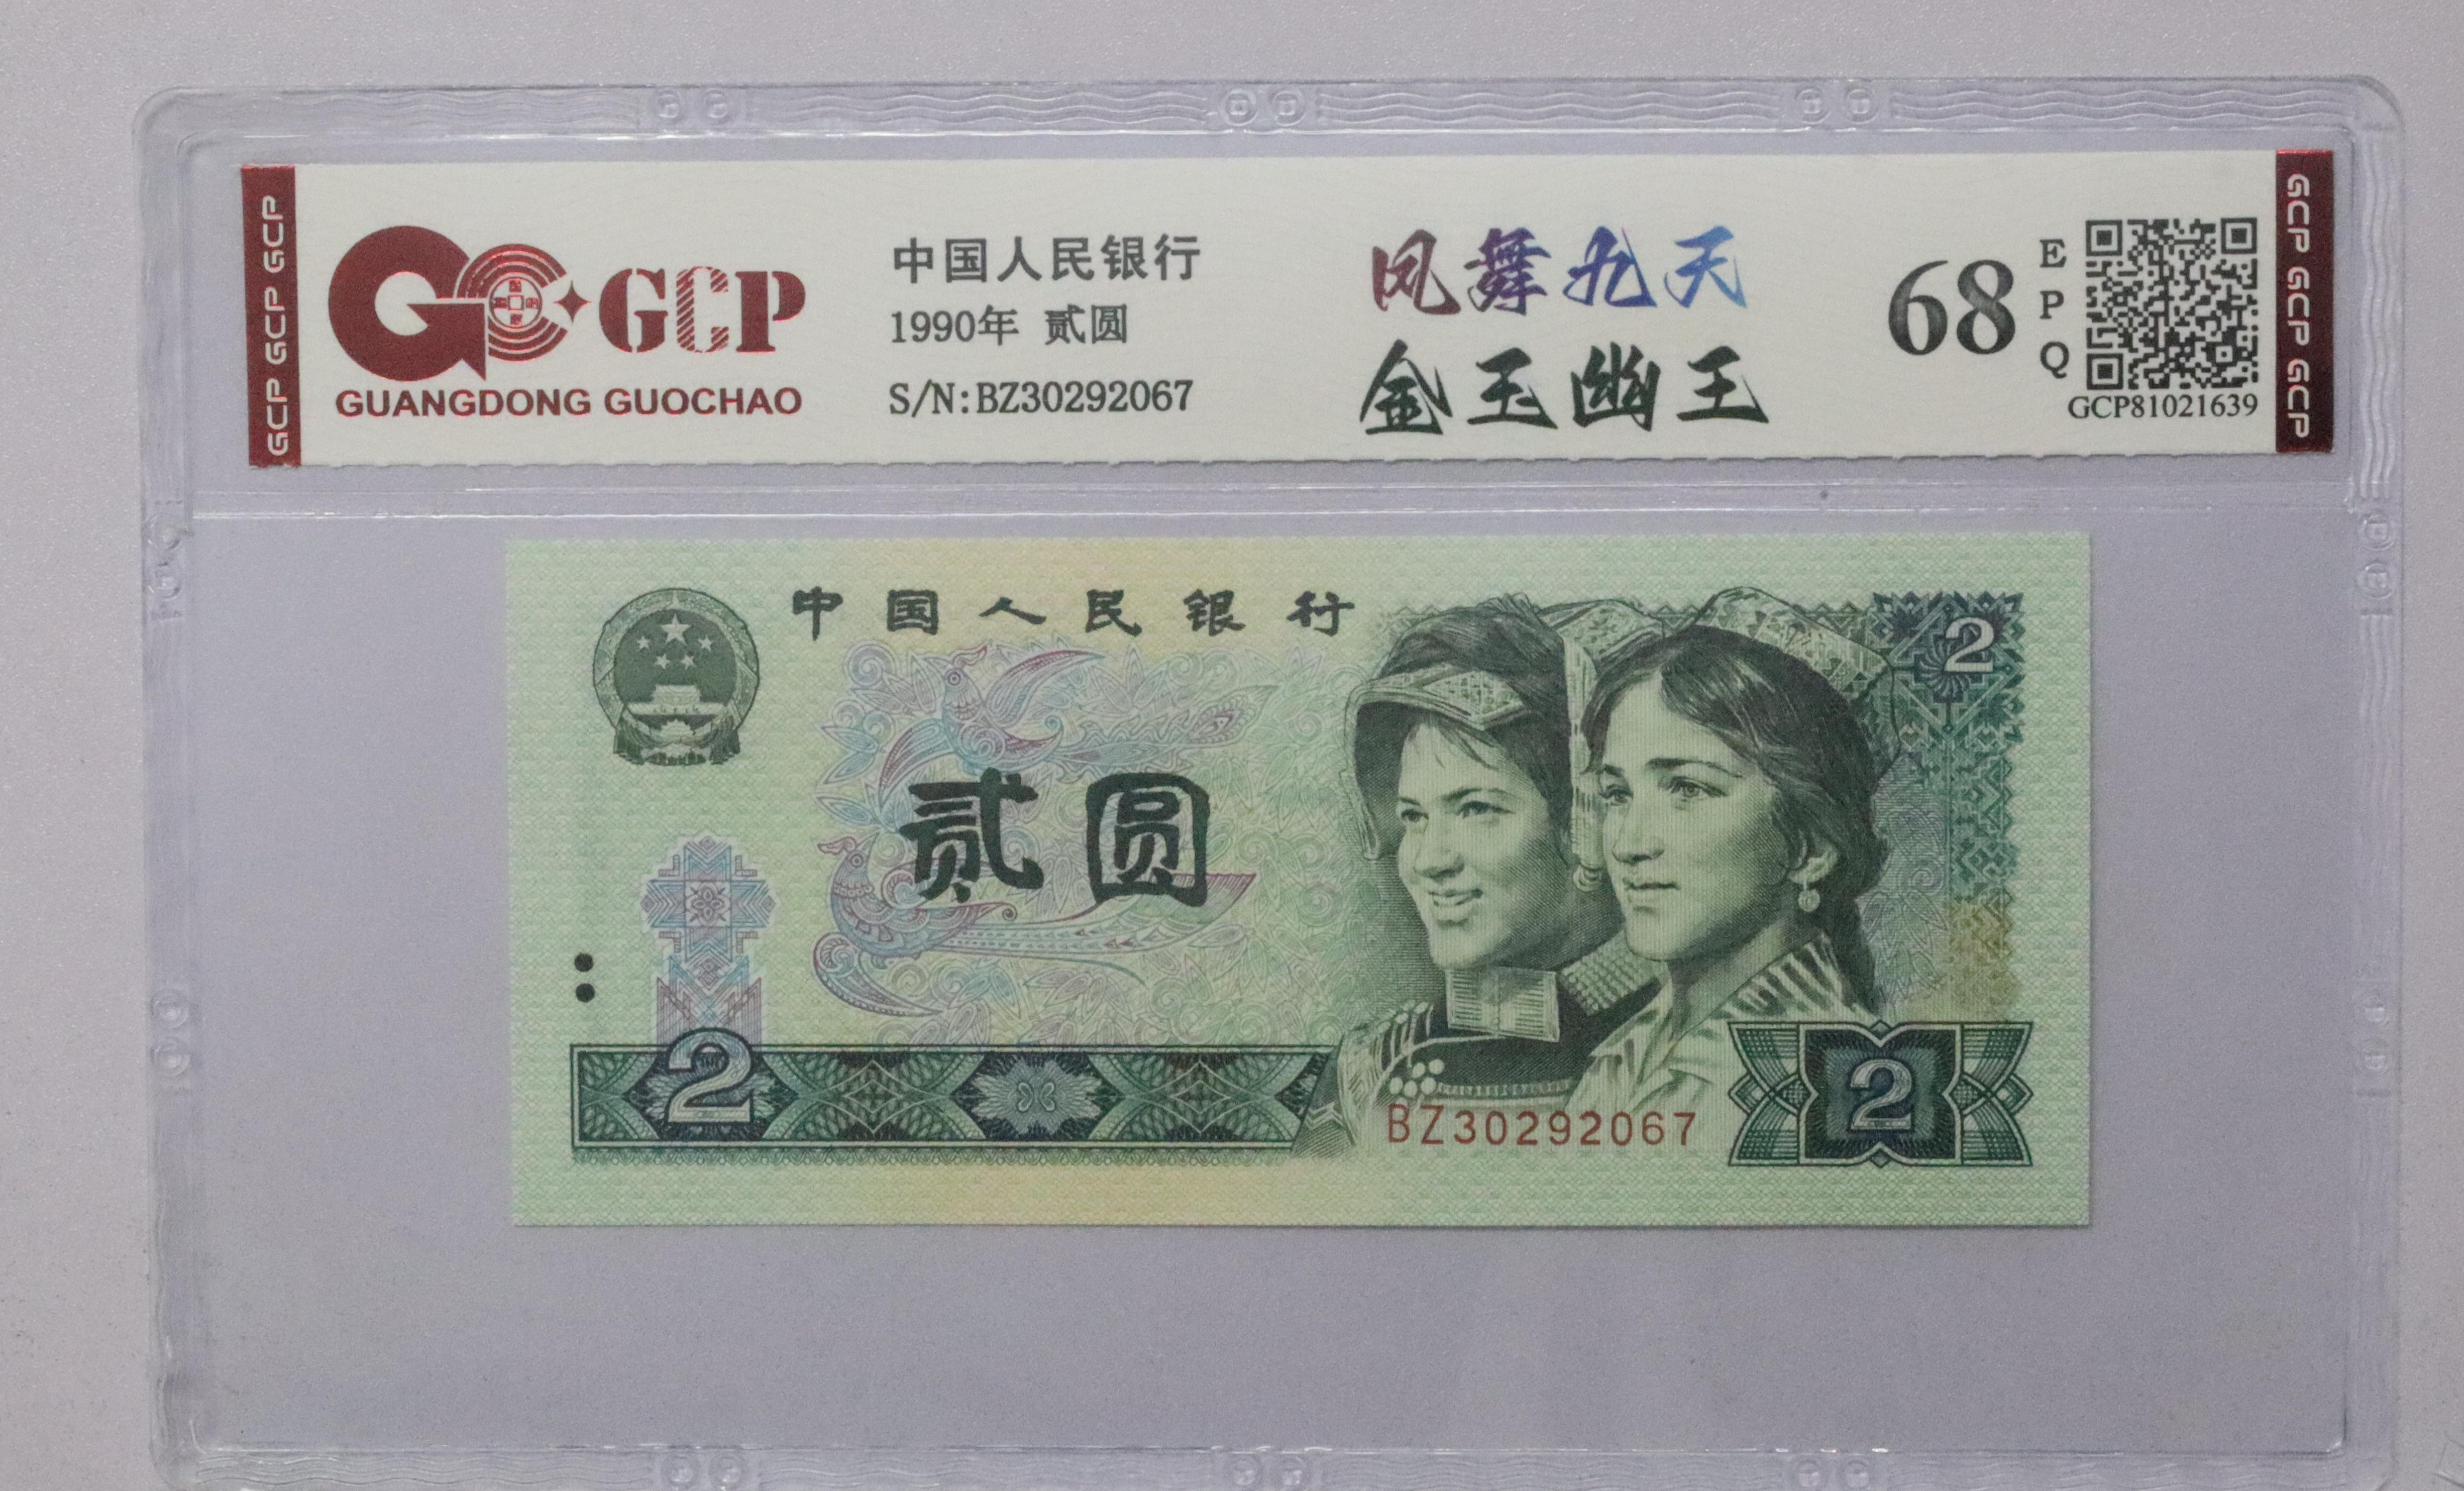 GCP GCP GCP
GCP
GUANGDONG GUOCHAO
中国人民银行
1990年 贰圆
S/N:BZ30292067
凤舞九天
金玉幽王
68
EPQ
GCP81021639
GCP GCP GCP GCP
中国人民银行
2
贰圆
2
BZ30292067
2